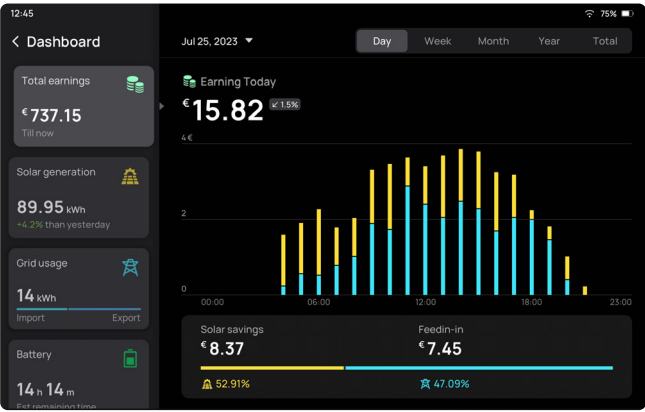 12:45
75%
Dashboard
Total earnings
€737.15
Till now
Solar generation
89.95 kWh
+4.2% than yesterday
Grid usage
14 kWh
Import Export
Battery
14 h 14 m
Est remaining time
Jul 25, 2023
Day Week Month Year Total
Earning Today
€15.82 1.5%
4 €
2
0
00:00 06:00 12:00 18:00 23:00
Solar savings Feedin-in
€8.37 €7.45
52.91% 47.09%